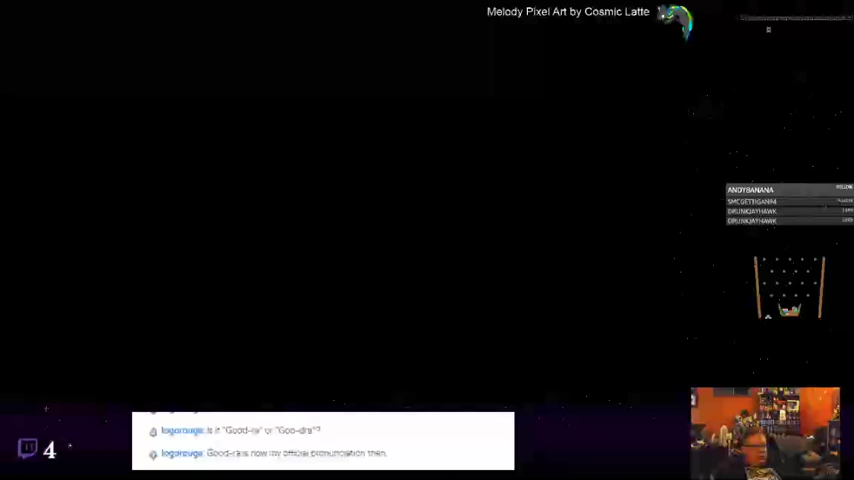 Melody Pixel Art by Cosmic Latte
ANDYBANANA
FOLLOW
DRUNKJAYHAWK
DRUNKJAYHAWK
logorouge: Is it "Good-ra" or "Goo-dra"?
4
logorouge: Good-ra is now my official pronunciation then.